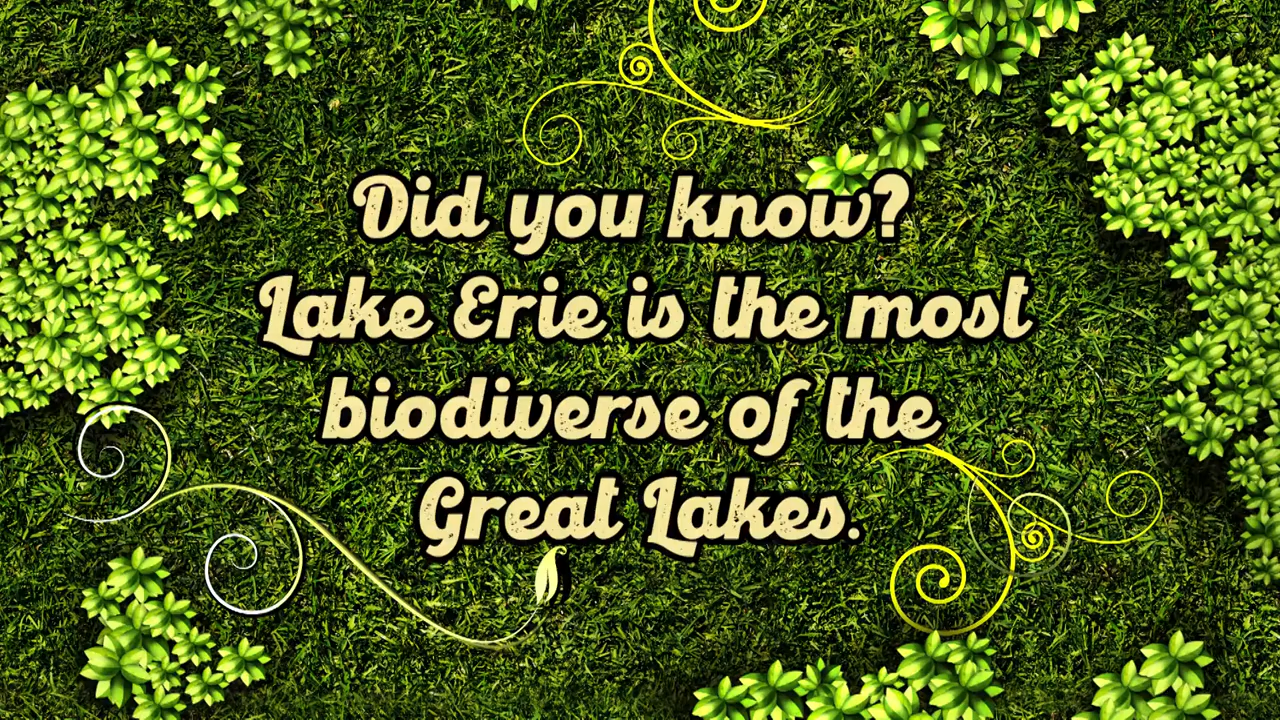 Did you know?
Lake Erie is the most
biodiverse of the
Great Lakes.